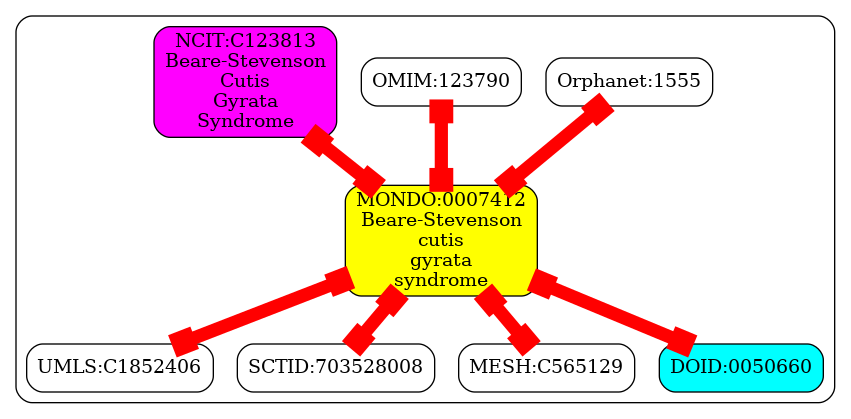 NCIT:C123813
Beare-Stevenson
Cutis
Gyrata
Syndrome
OMIM:123790
Orphanet:1555
MONDO:0007412
Beare-Stevenson
cutis
gyrata
syndrome
UMLS:C1852406
SCTID:703528008
MESH:C565129
DOID:0050660